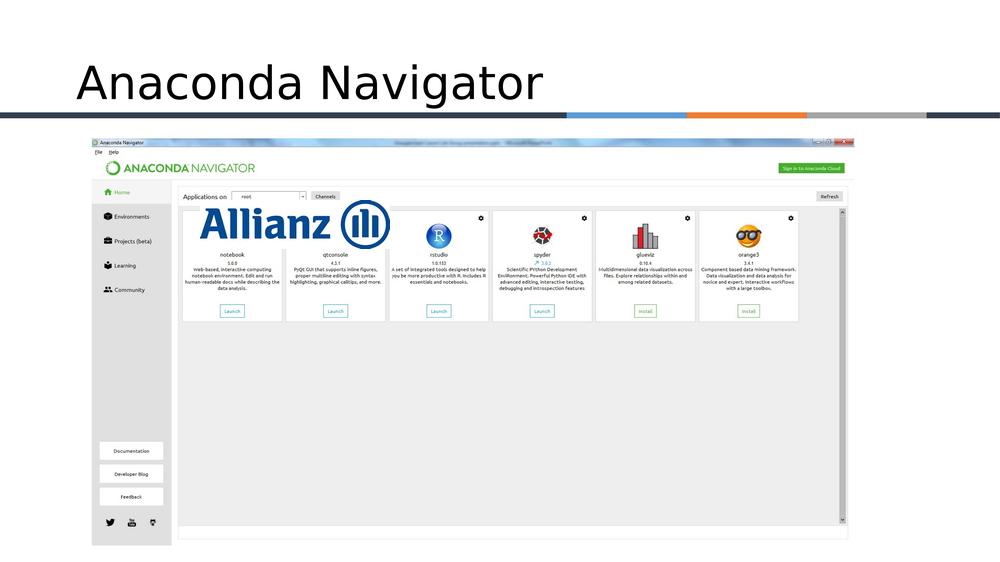 Anaconda Navigator
Anaconda Navigator
File Help
ANACONDA NAVIGATOR
Sign in to Anaconda Cloud
Home
Environments
Projects (beta)
Learning
Community
Documentation
Developer Blog
Feedback
Applications on root Channels Refresh
Allianz
notebook
5.0.0
Web-based, interactive computing
notebook environment. Edit and run
human-readable docs while describing the
data analysis.
Launch
qtconsole
4.3.1
PyQt GUI that supports inline figures,
proper multiline editing with syntax
highlighting, graphical calltips, and more.
Launch
R
rstudio
1.0.153
A set of integrated tools designed to help
you be more productive with R. Includes R
essentials and notebooks.
Launch
spyder
Scientific PYthon Development
EnviRonment. Powerful Python IDE with
advanced editing, interactive testing,
debugging and introspection features
Launch
glueviz
0.10.4
Multidimensional data visualization across
files. Explore relationships within and
among related datasets.
Install
orange3
3.4.1
Component based data mining framework.
Data visualization and data analysis for
novice and expert. Interactive workflows
with a large toolbox.
Install